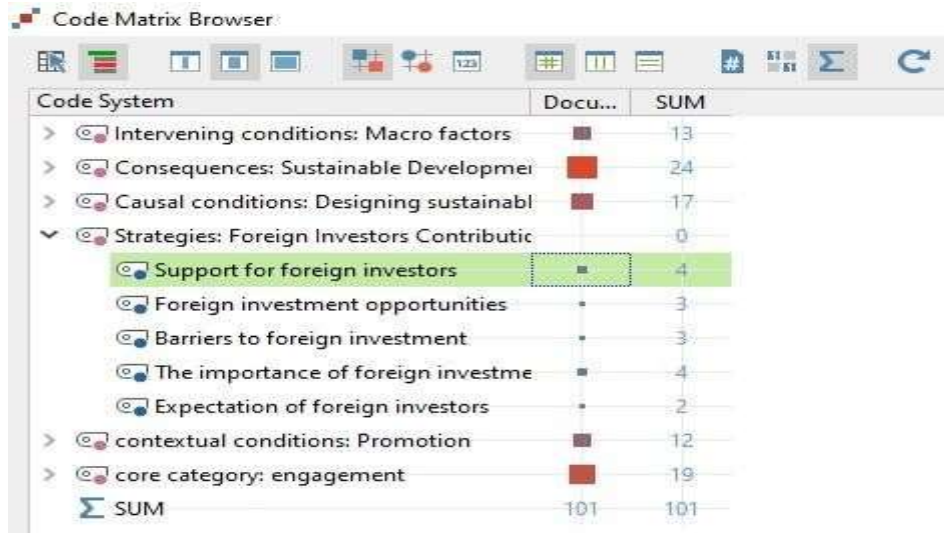 Code Matrix Browser
123
#
Σ
Code System Docu... SUM
Intervening conditions: Macro factors 13
Consequences: Sustainable Developmer 24
Causal conditions: Designing sustainabl 17
Strategies: Foreign Investors Contributic 0
Support for foreign investors 4
Foreign investment opportunities 3
Barriers to foreign investment 3
The importance of foreign investme 4
Expectation of foreign investors 2
contextual conditions: Promotion 12
core category: engagement 19
Σ SUM 101 101